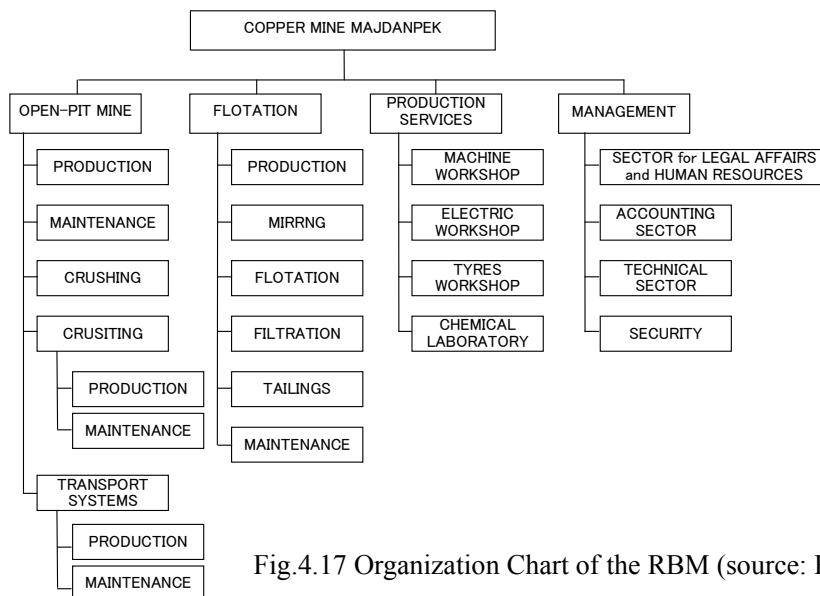 COPPER MINE MAJDANPEK
OPEN-PIT MINE
PRODUCTION
MAINTENANCE
CRUSHING
CRUSITING
PRODUCTION
MAINTENANCE
TRANSPORT
SYSTEMS
PRODUCTION
MAINTENANCE
FLOTATION
PRODUCTION
MIRRNG
FLOTATION
FILTRATION
TAILINGS
MAINTENANCE
PRODUCTION
SERVICES
MACHINE
WORKSHOP
ELECTRIC
WORKSHOP
TYRES
WORKSHOP
CHEMICAL
LABORATORY
MANAGEMENT
SECTOR for LEGAL AFFAIRS
and HUMAN RESOURCES
ACCOUNTING
SECTOR
TECHNICAL
SECTOR
SECURITY
Fig.4.17 Organization Chart of the RBM (source: